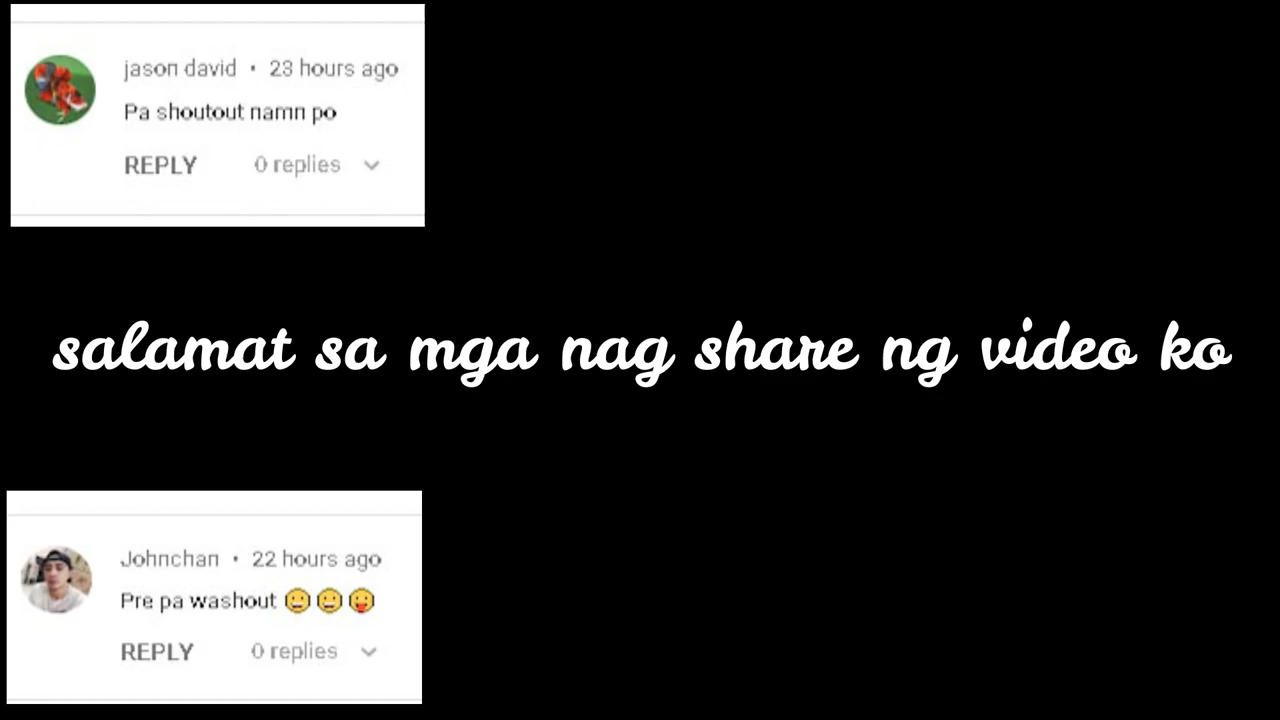 jason david • 23 hours ago
Pa shoutout namn po
REPLY 0 replies
salamat sa mga nag share ng video ko
Johnchan • 22 hours ago
Pre pa washout 😀😀😛
REPLY 0 replies